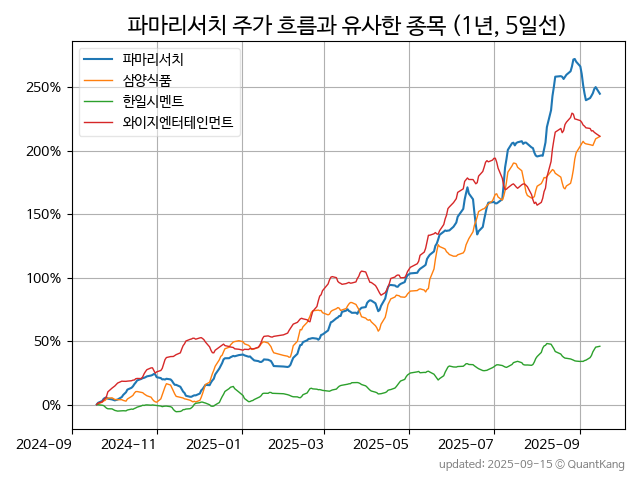 파마리서치 주가 흐름과 유사한 종목 (1년, 5일선)
파마리서치
삼양식품
한일시멘트
와이지엔터테인먼트
250%
200%
150%
100%
50%
0%
2024-09 2024-11 2025-01 2025-03 2025-05 2025-07 2025-09
updated: 2025-09-15 © QuantKang